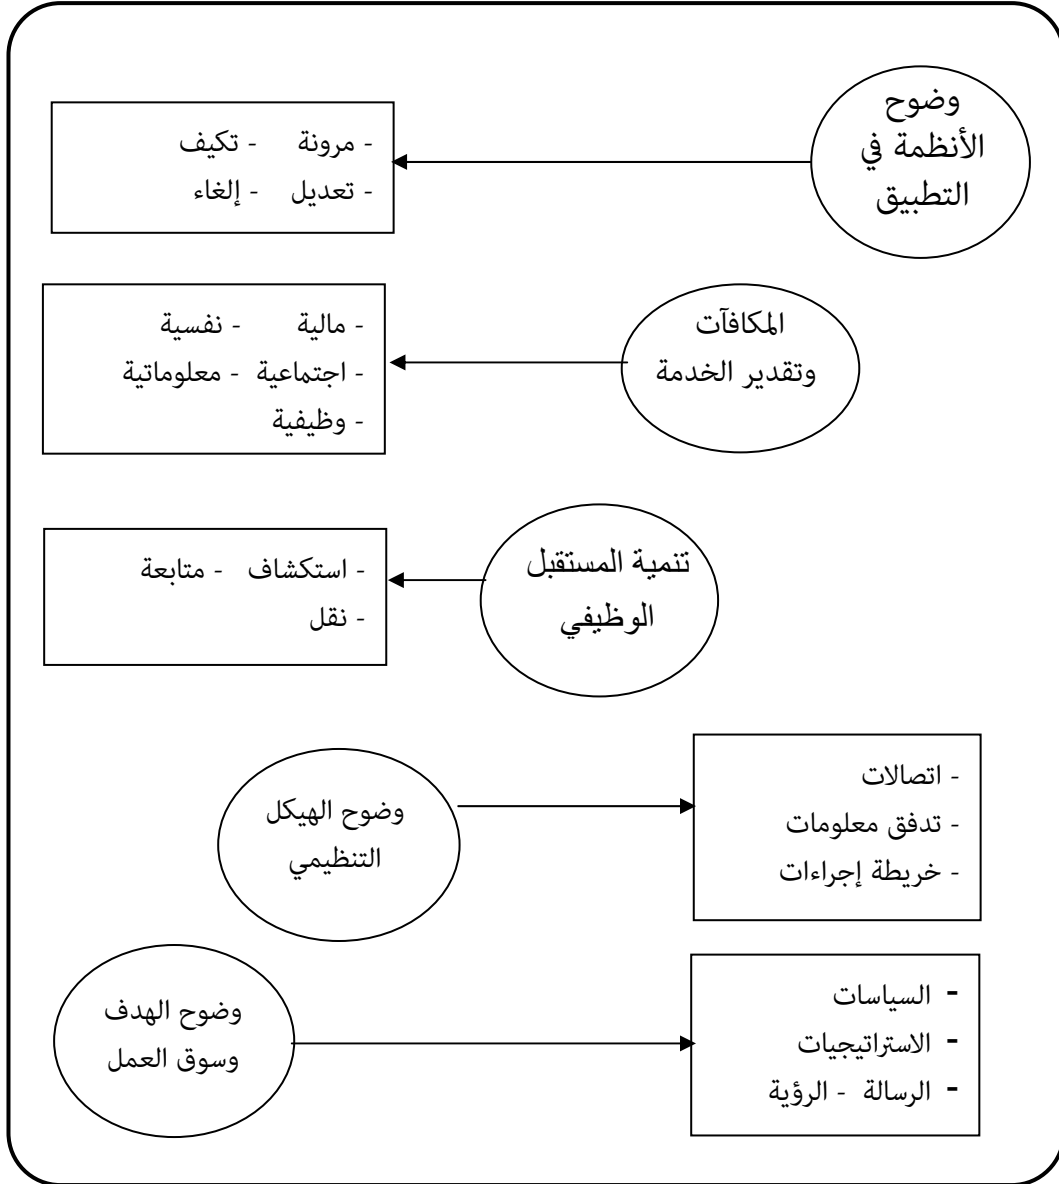 وضوح
الأنظمة في
التطبيق
- مرونة - تكيف
- تعديل - إلغاء
المكافآت
وتقدير الخدمة
- مالية - نفسية
- اجتماعية - معلوماتية
- وظيفية
تنمية المستقبل
الوظيفي
- استكشاف - متابعة
- نقل
وضوح الهيكل
التنظيمي
- اتصالات
- تدفق معلومات
- خريطة إجراءات
وضوح الهدف
وسوق العمل
- السياسات
- الاستراتيجيات
- الرسالة - الرؤية